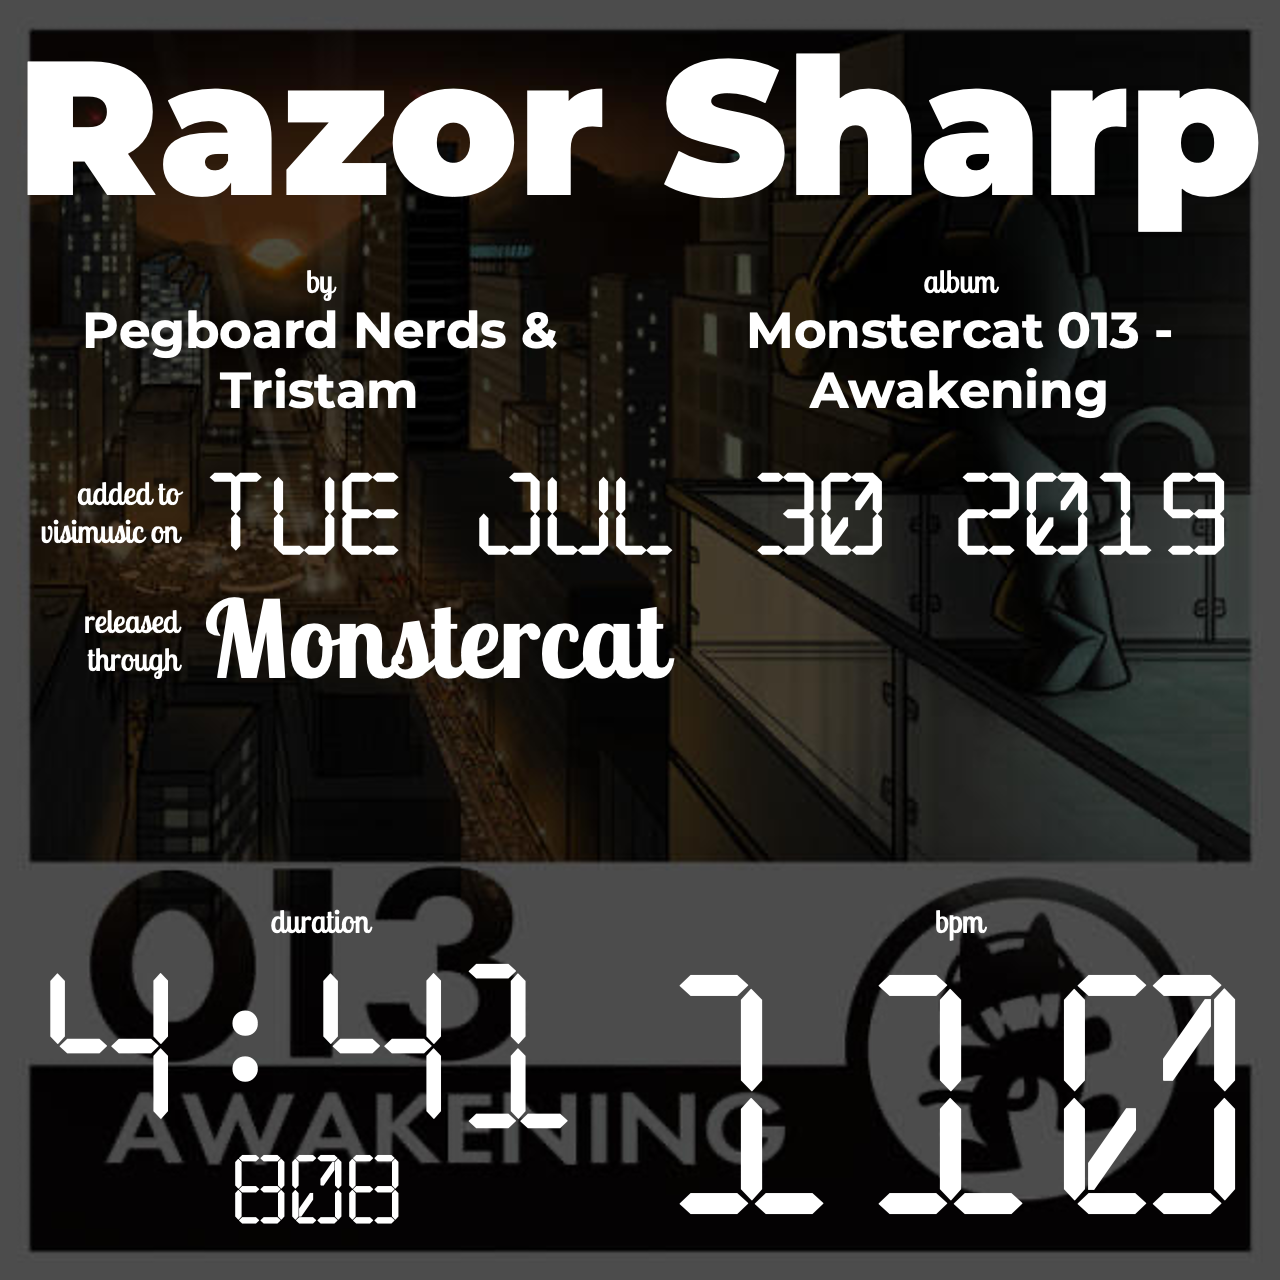 Razor Sharp
by
Pegboard Nerds &
Tristam
album
Monstercat 013 -
Awakening
added to
visimusic on
TUE JUL 30 2019
released
through
Monstercat
duration
4:41
808
bpm
110
013
AWAKENING